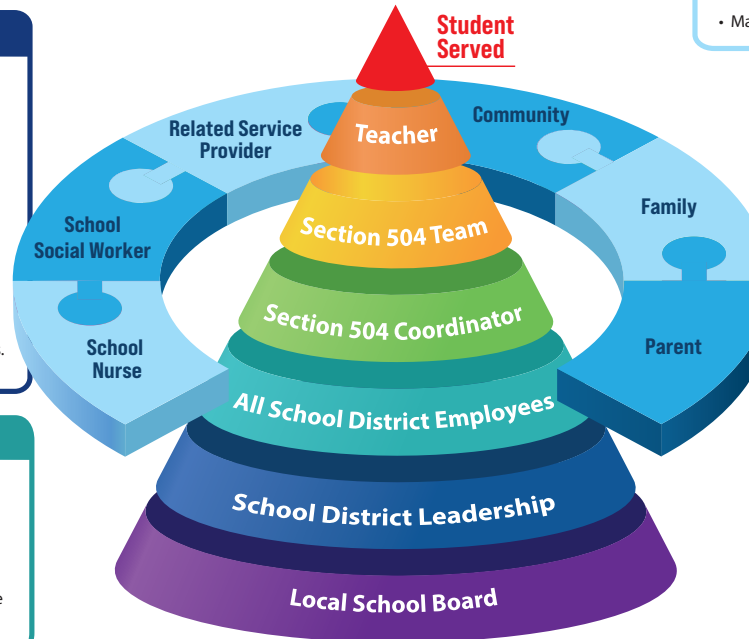 • Ma
Student
Served
Teacher
Community
Related Service
Provider
Family
School
Social Worker
Section 504 Team
Section 504 Coordinator
School
Nurse
Parent
s.
All School District Employees
School District Leadership
Local School Board
e